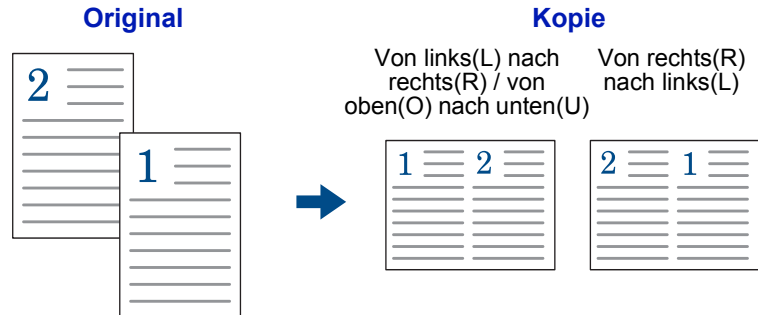 Original
Kopie
Von links(L) nach
rechts(R) / von
oben(O) nach unten(U)
Von rechts(R)
nach links(L)
2
1
1 2
2 1